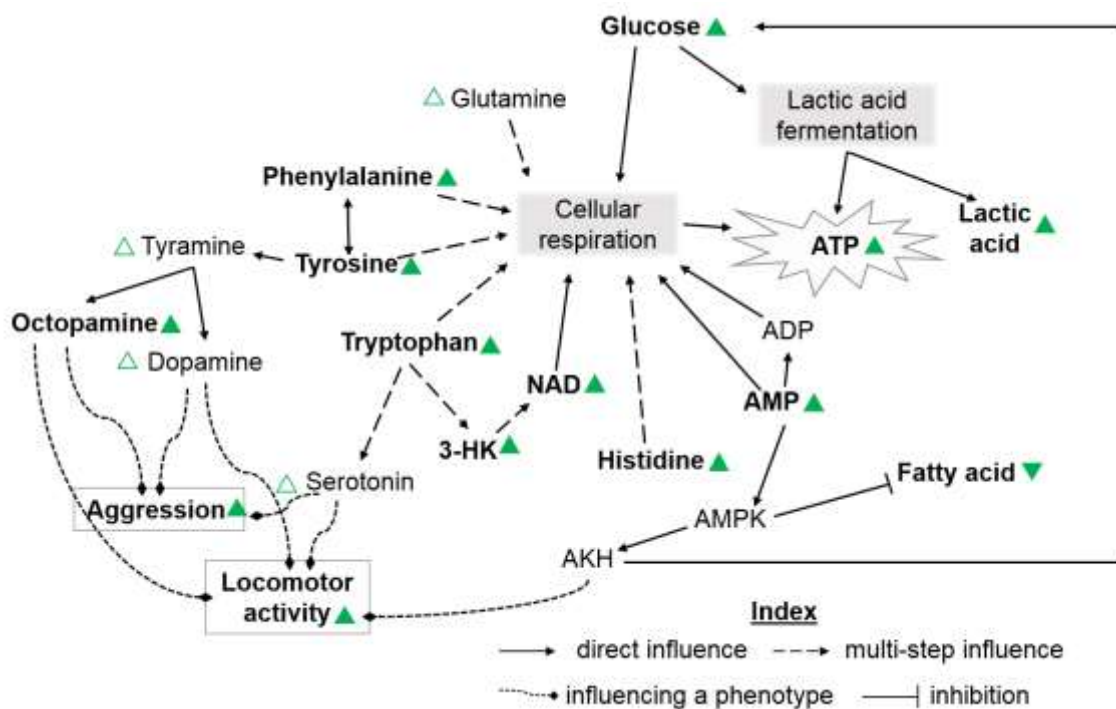 Glucose
Glutamine
Lactic acid
fermentation
Phenylalanine
Cellular
respiration
Lactic
acid
ATP
Tyramine
Tyrosine
Octopamine
ADP
Dopamine
Tryptophan
NAD
AMP
3-HK
Histidine
Fatty acid
Serotonin
Aggression
AMPK
AKH
Locomotor
activity
Index
direct influence
multi-step influence
influencing a phenotype
inhibition